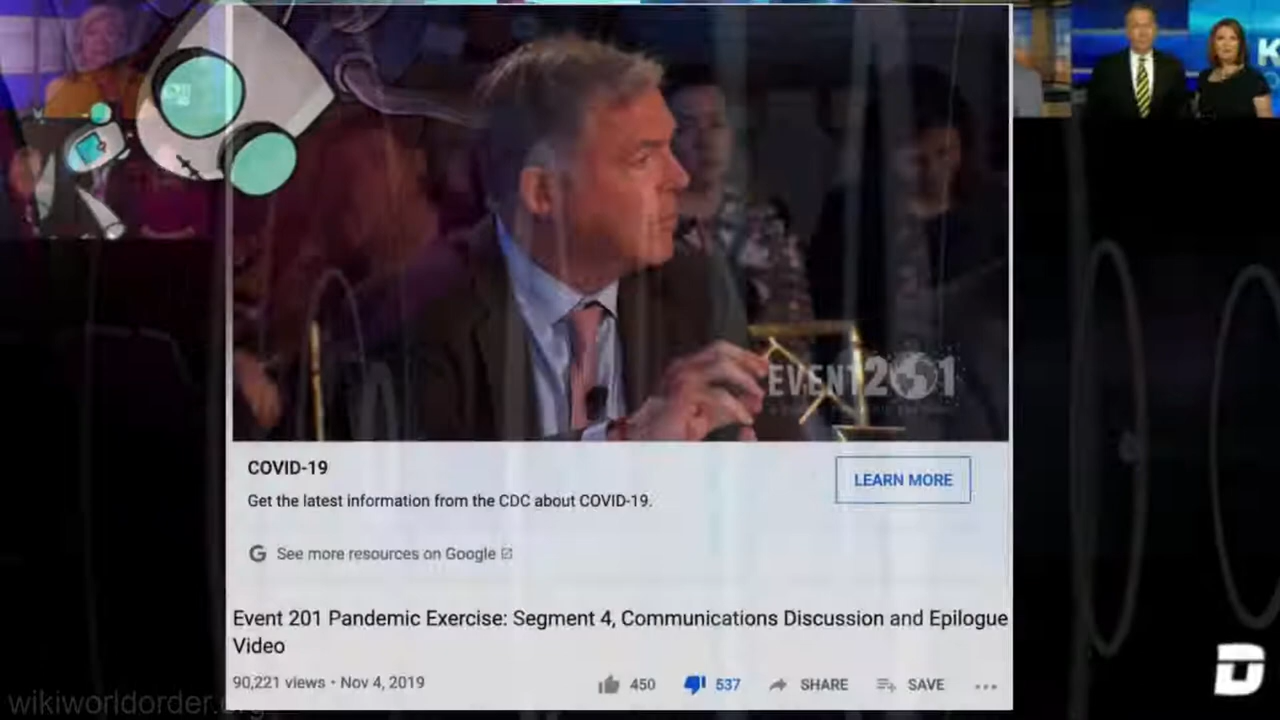 K
EVENT201
COVID-19
LEARN MORE
Get the latest information from the CDC about COVID-19.
G See more resources on Google
Event 201 Pandemic Exercise: Segment 4, Communications Discussion and Epilogue
Video
90,221 views • Nov 4, 2019
450
537
SHARE
SAVE
wikiworldorder.org